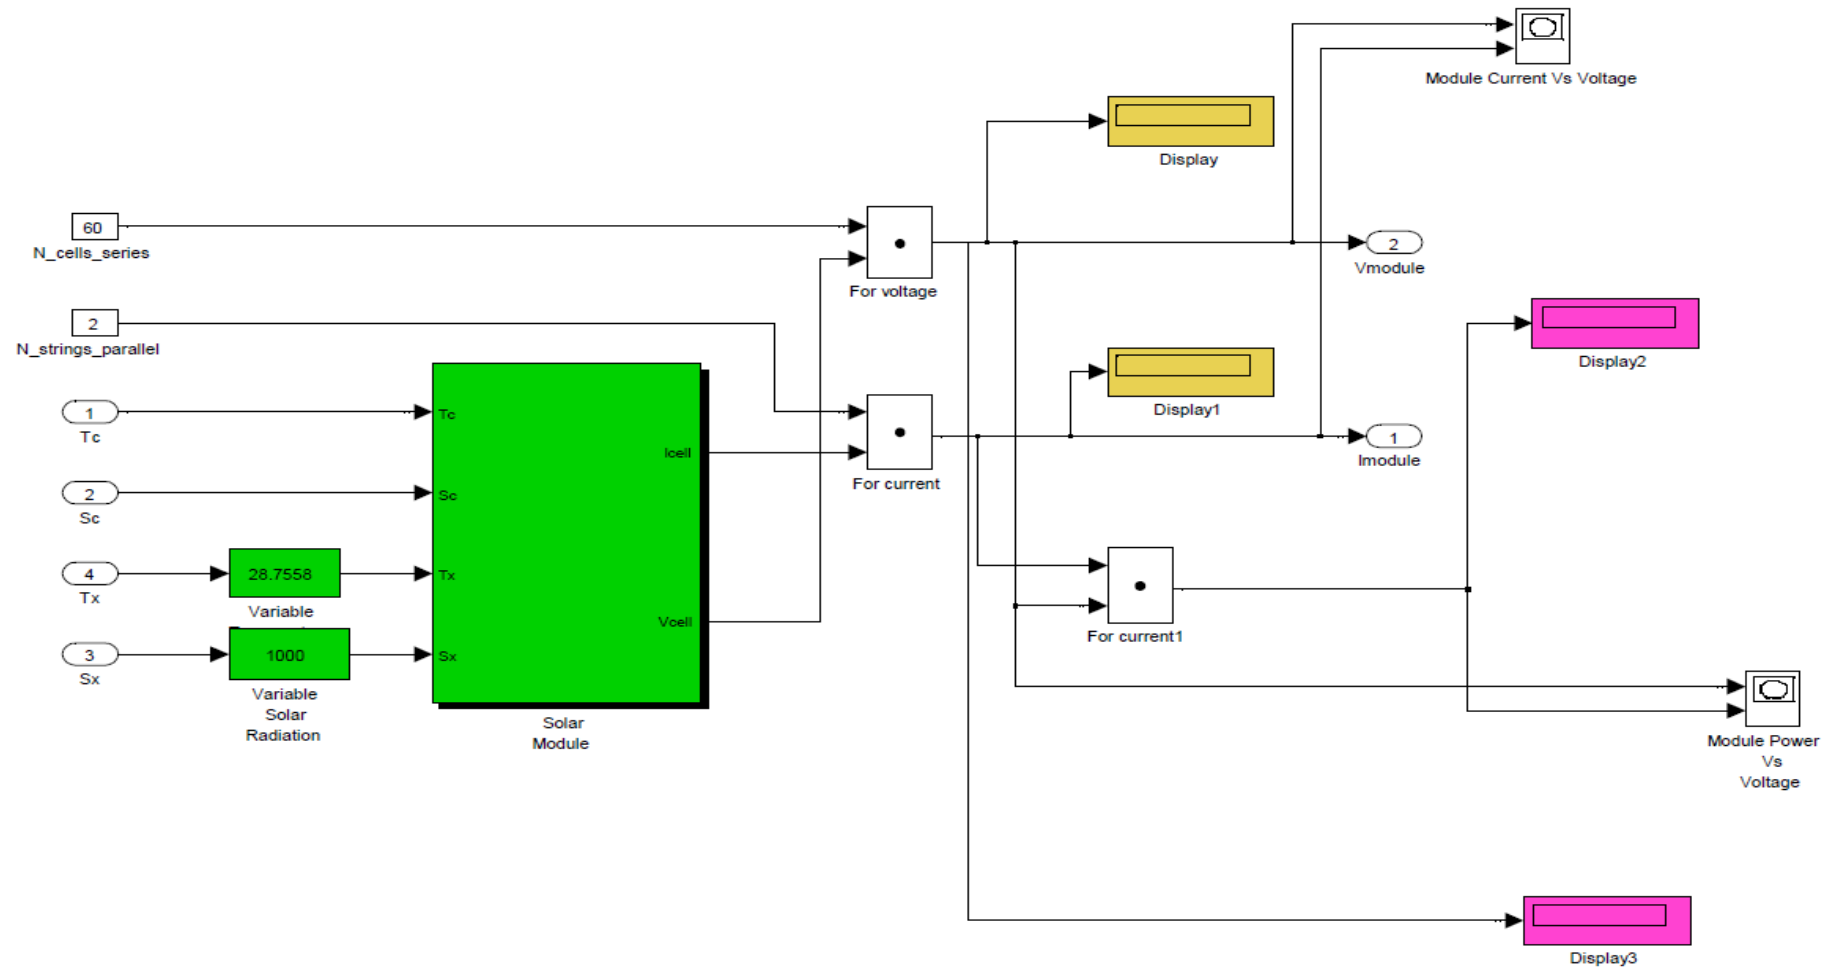 Module Current Vs Voltage
Display
60
N_cells_series
For voltage
2
Vmodule
2
N_strings_parallel
Display2
Display1
1
Tc
Tc
Icell
For current
1
Imodule
2
Sc
Sc
4
Tx
28.7558
Variable
Tx
For current1
3
Sx
1000
Variable
Solar
Radiation
Sx
Vcell
Solar
Module
Module Power
Vs
Voltage
Display3